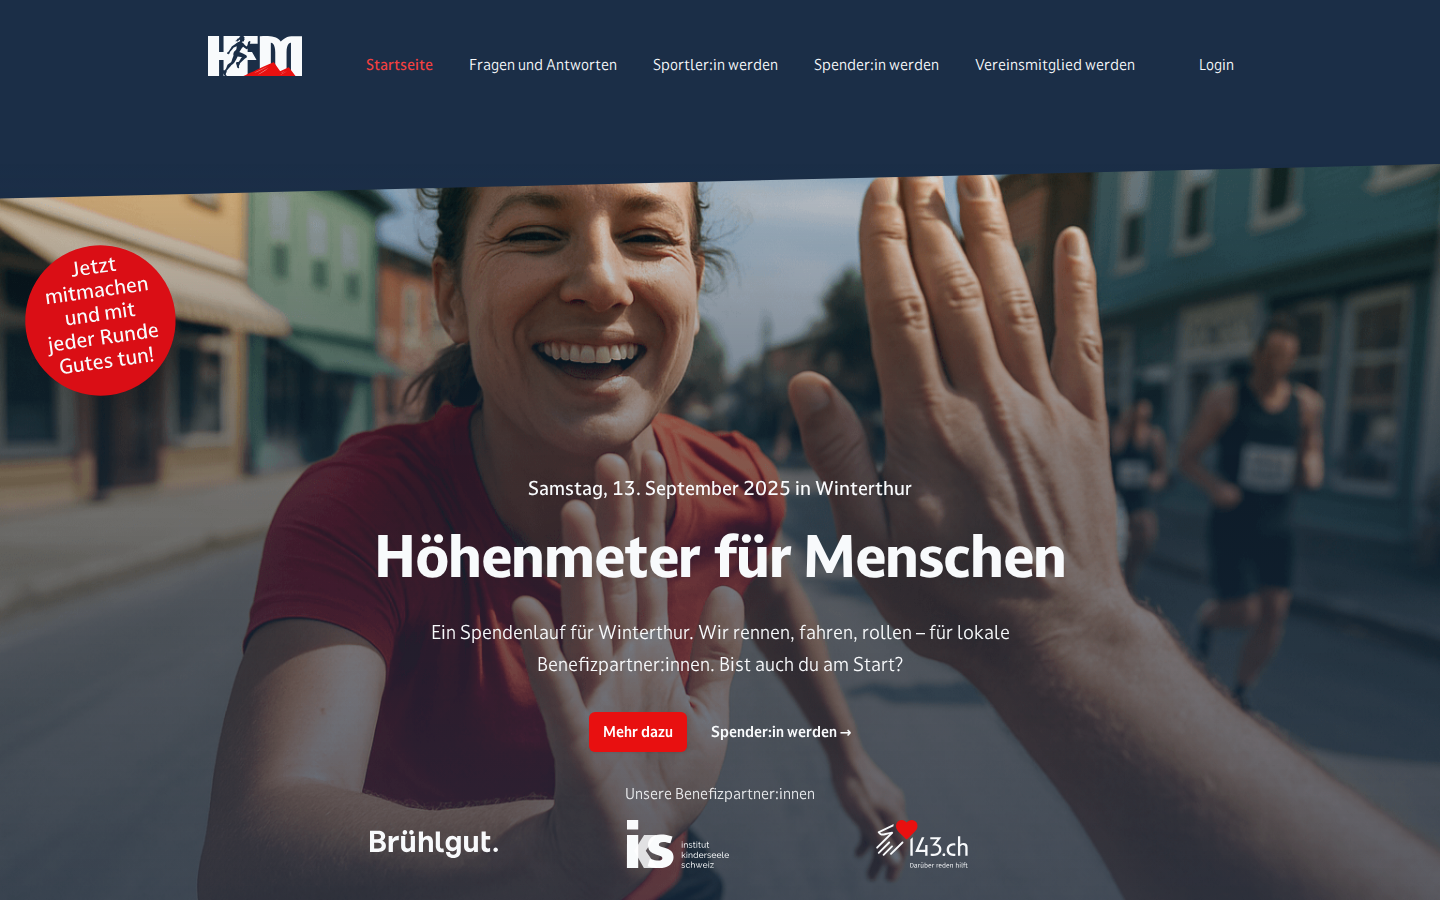 HFM
Startseite
Fragen und Antworten
Sportler:in werden
Spender:in werden
Vereinsmitglied werden
Login
Jetzt
mitmachen
und mit
jeder Runde
Gutes tun!
Samstag, 13. September 2025 in Winterthur
Höhenmeter für Menschen
Ein Spendenlauf für Winterthur. Wir rennen, fahren, rollen – für lokale
Benefizpartner:innen. Bist auch du am Start?
Mehr dazu
Spender:in werden →
Unsere Benefizpartner:innen
Brühlgut.
iks
institut
kinderseele
schweiz
143.ch
Darüber reden hilft